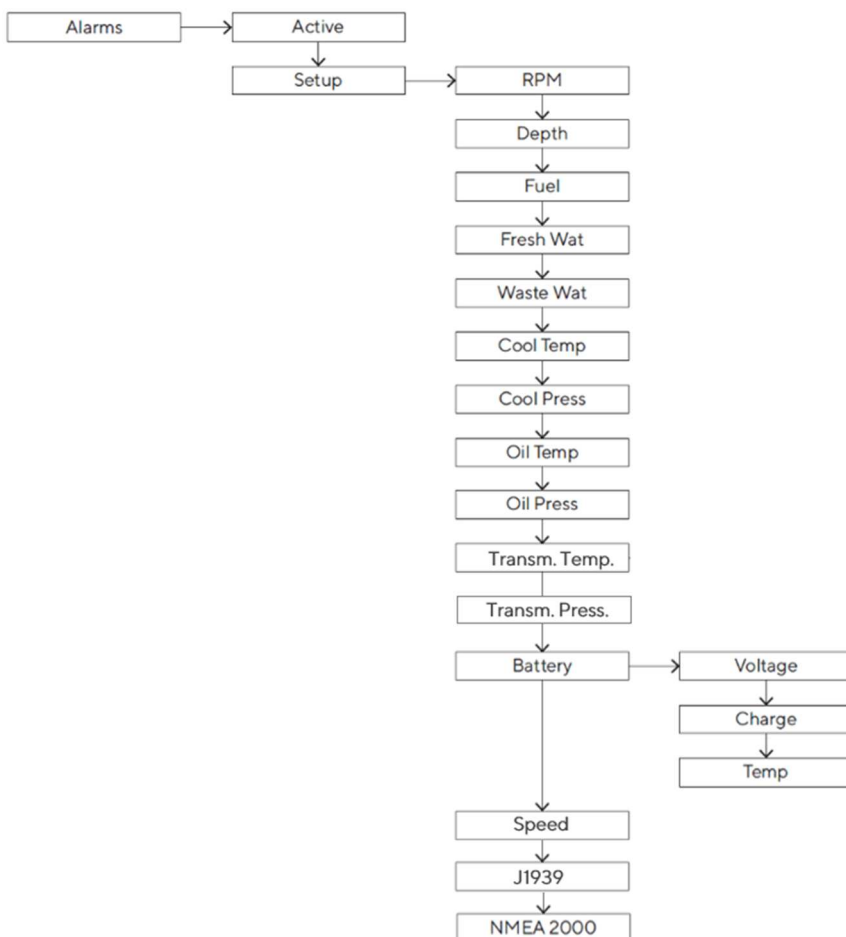 Alarms
Active
Setup
RPM
Depth
Fuel
Fresh Wat
Waste Wat
Cool Temp
Cool Press
Oil Temp
Oil Press
Transm. Temp.
Transm. Press.
Battery
Voltage
Charge
Temp
Speed
J1939
NMEA 2000